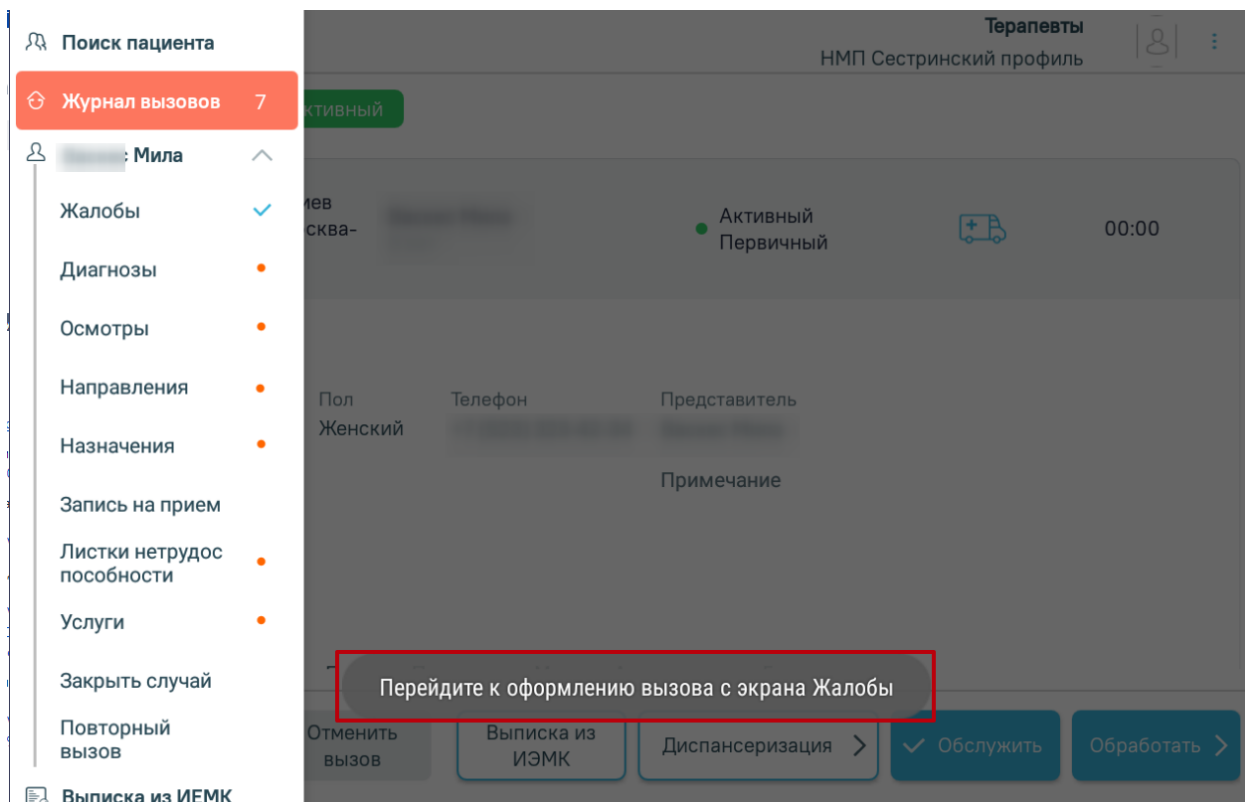 Поиск пациента
Журнал вызовов 7
Мила
Жалобы
Диагнозы
Осмотры
Направления
Назначения
Запись на прием
Листки нетрудос
пособности
Услуги
Закрыть случай
Повторный
вызов
Выписка из ИЕМК
Терапевты
НМП Сестринский профиль
ктивный
иев
сква-
Активный
Первичный
00:00
Пол
Женский
Телефон
Представитель
Примечание
Перейдите к оформлению вызова с экрана Жалобы
Отменить
вызов
Выписка из
ИЭМК
Диспансеризация
Обслужить
Обработать